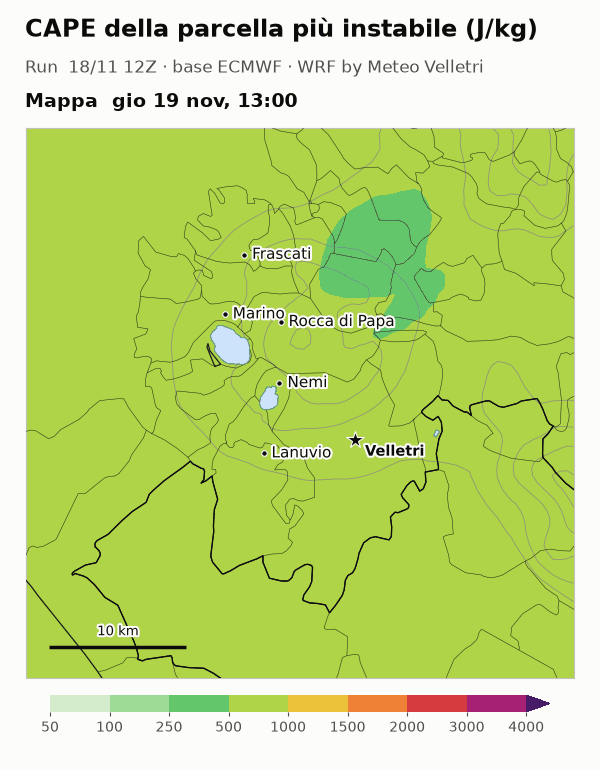 CAPE della parcella più instabile (J/kg)
Run  18/11 12Z · base ECMWF · WRF by Meteo Velletri
Mappa  gio 19 nov, 13:00
Frascati
Marino
Rocca di Papa
Nemi
Velletri
Lanuvio
10 km
50 100 250 500 1000 1500 2000 3000 4000